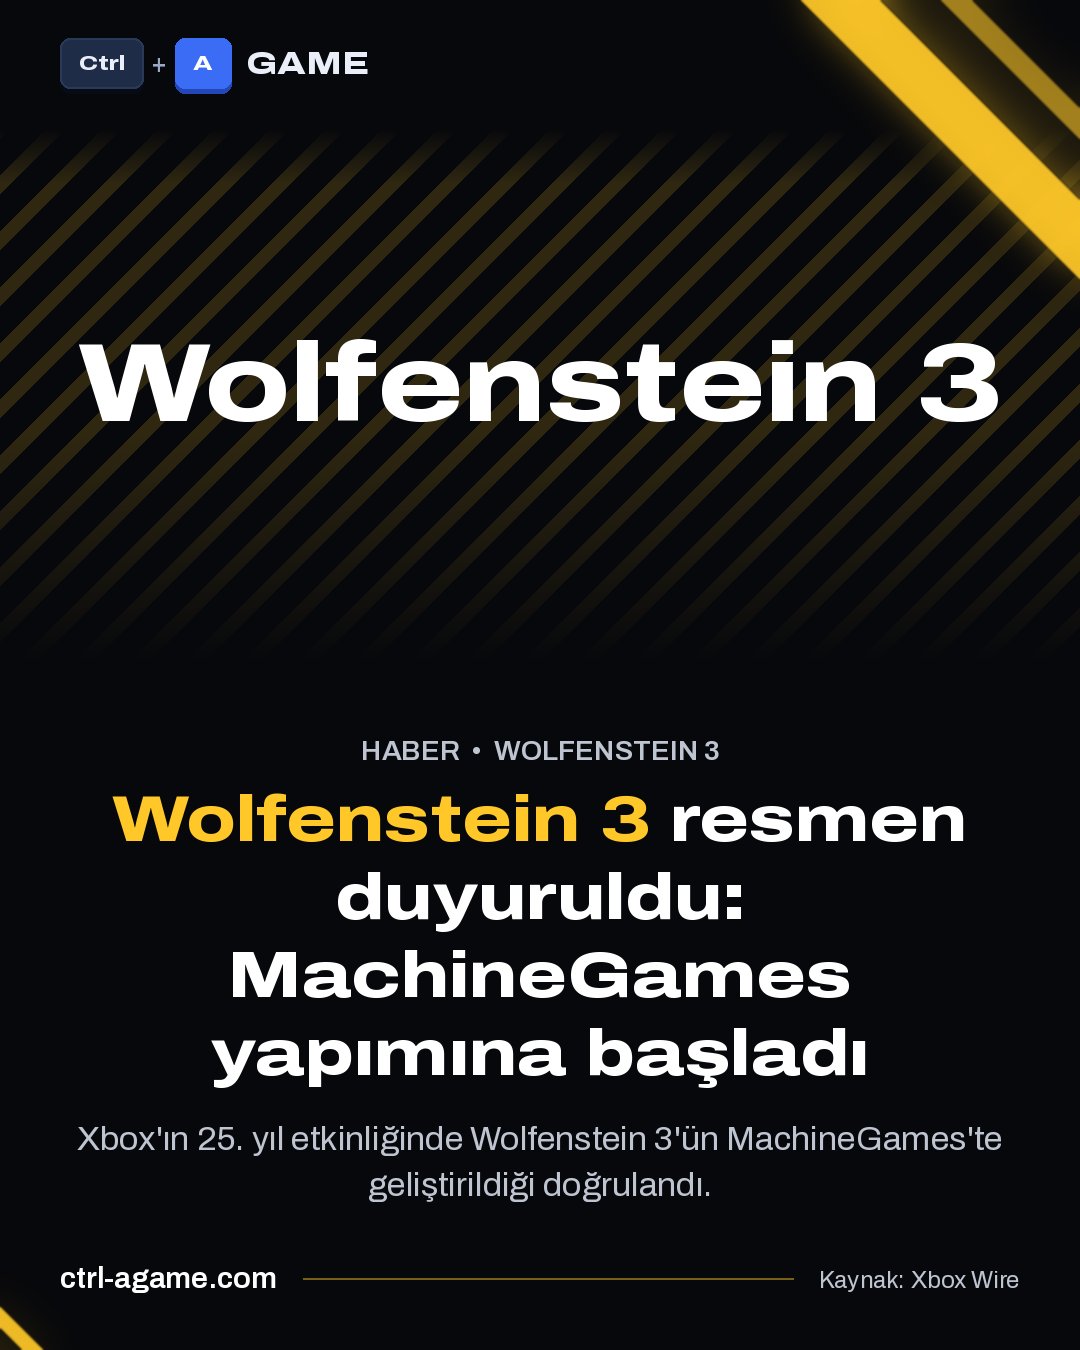 Ctrl + A GAME
Wolfenstein 3
HABER • WOLFENSTEIN 3
Wolfenstein 3 resmen
duyuruldu:
MachineGames
yapımına başladı
Xbox'ın 25. yıl etkinliğinde Wolfenstein 3'ün MachineGames'te
geliştirildiği doğrulandı.
ctrl-agame.com
Kaynak: Xbox Wire